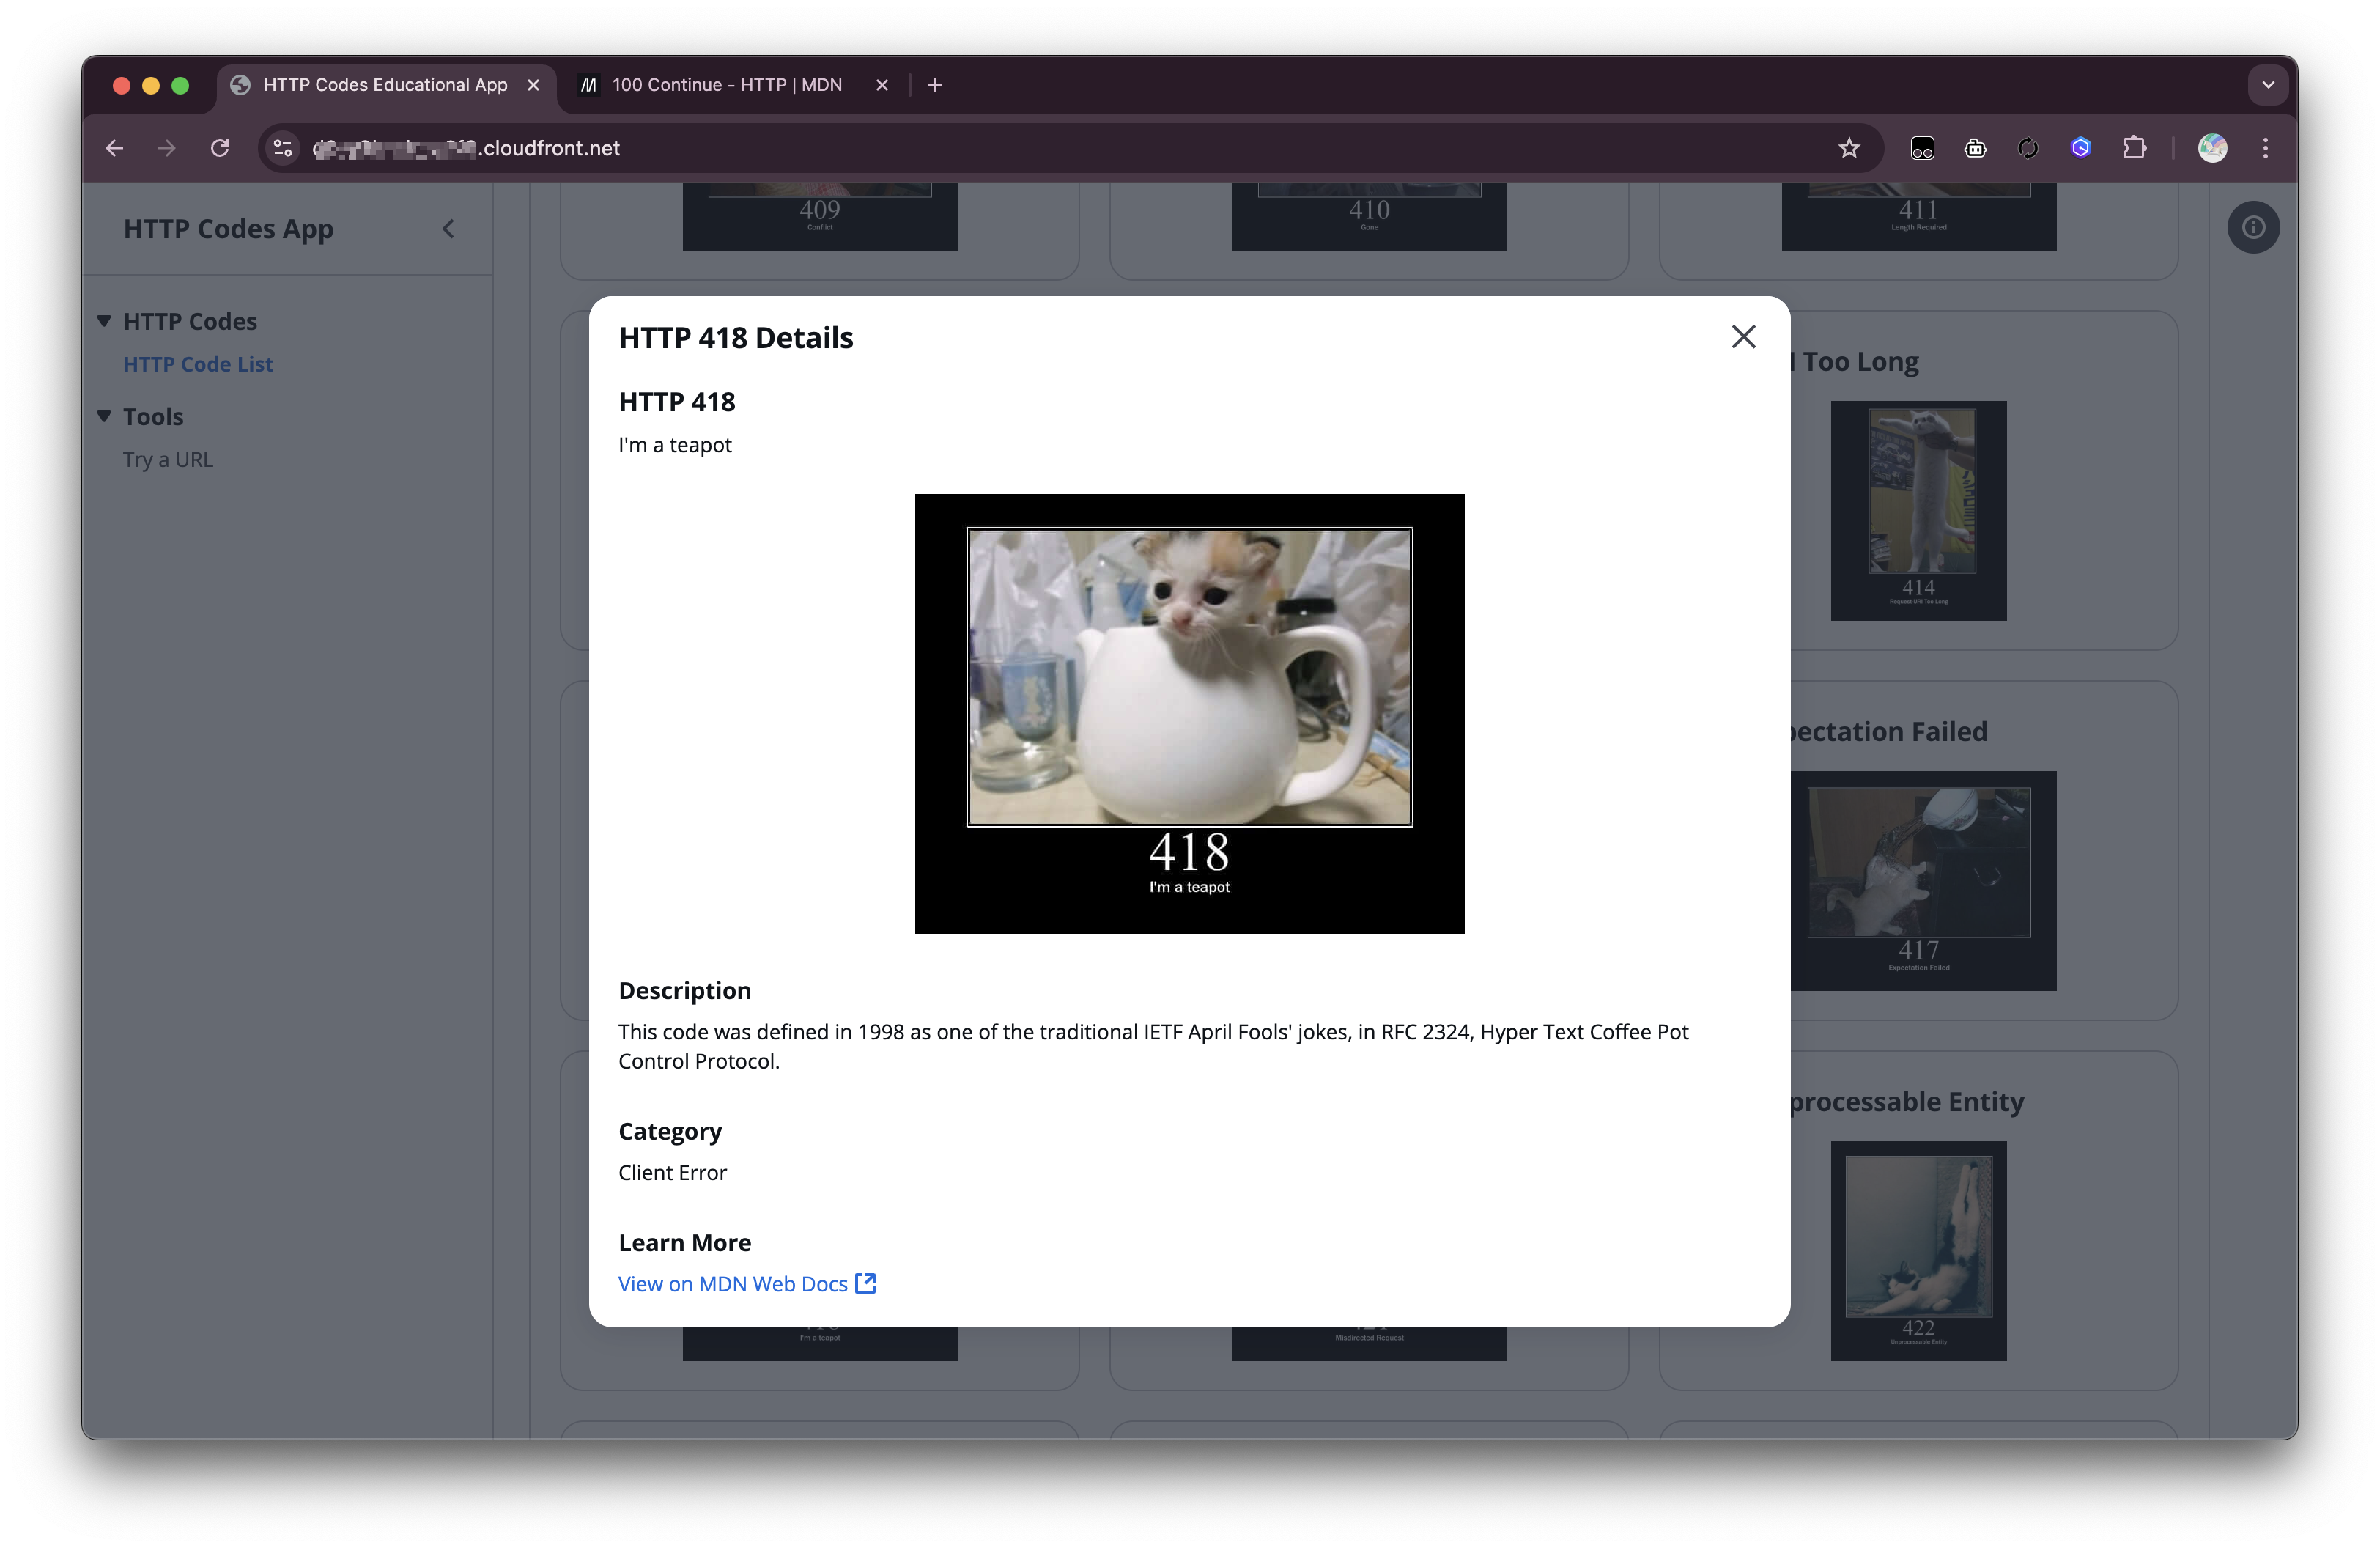 HTTP Codes Educational App
100 Continue - HTTP | MDN
.cloudfront.net
HTTP Codes App
HTTP Codes
HTTP Code List
Tools
Try a URL
409
Conflict
410
Gone
411
Length Required
Too Long
414
Request-URI Too Long
Expectation Failed
417
Expectation Failed
processable Entity
422
Unprocessable Entity
HTTP 418 Details
HTTP 418
I'm a teapot
418
I'm a teapot
Description
This code was defined in 1998 as one of the traditional IETF April Fools' jokes, in RFC 2324, Hyper Text Coffee Pot
Control Protocol.
Category
Client Error
Learn More
View on MDN Web Docs
I'm a teapot
Misdirected Request